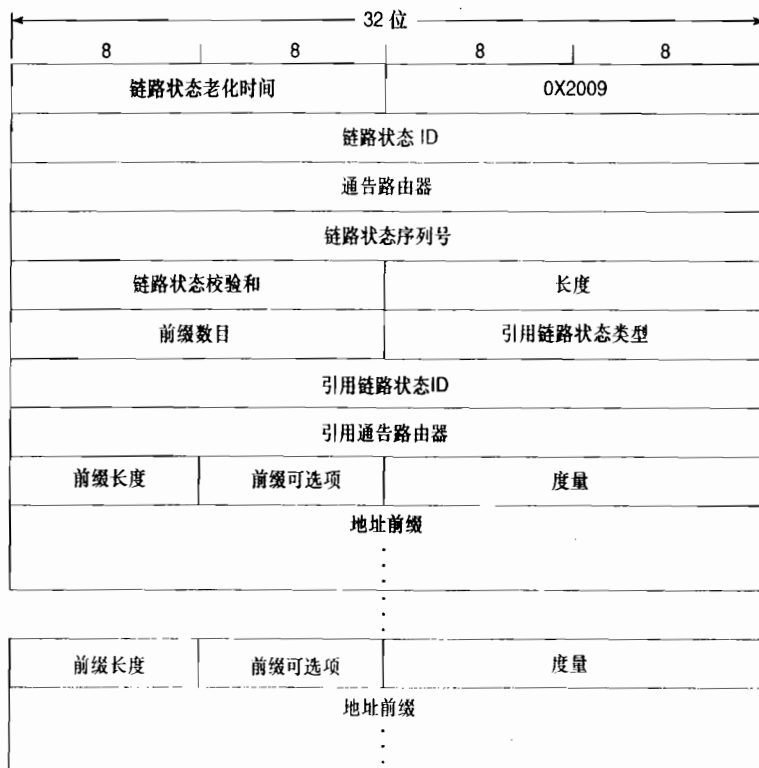 32 位
8 8 8 8
链路状态老化时间 0X2009
链路状态 ID
通告路由器
链路状态序列号
链路状态校验和 长度
前缀数目 引用链路状态类型
引用链路状态ID
引用通告路由器
前缀长度 前缀可选项 度量
地址前缀
前缀长度 前缀可选项 度量
地址前缀